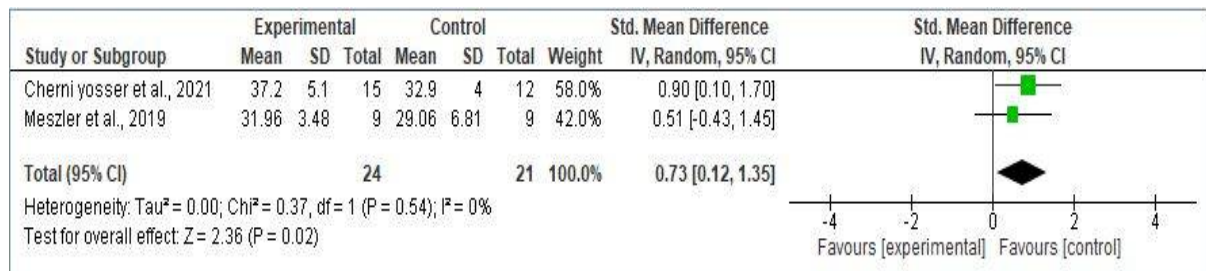 Experimental Control Std. Mean Difference Std. Mean Difference
Study or Subgroup Mean SD Total Mean SD Total Weight IV, Random, 95% CI IV, Random, 95% CI
Cherni yosser et al., 2021 37.2 5.1 15 32.9 4 12 58.0% 0.90 [0.10, 1.70]
Meszler et al., 2019 31.96 3.48 9 29.06 6.81 9 42.0% 0.51 [-0.43, 1.45]
Total (95% CI) 24 21 100.0% 0.73 [0.12, 1.35]
Heterogeneity: Tau² = 0.00; Chi² = 0.37, df = 1 (P = 0.54); I² = 0%
Test for overall effect: Z = 2.36 (P = 0.02)
-4 -2 0 2 4
Favours [experimental] Favours [control]